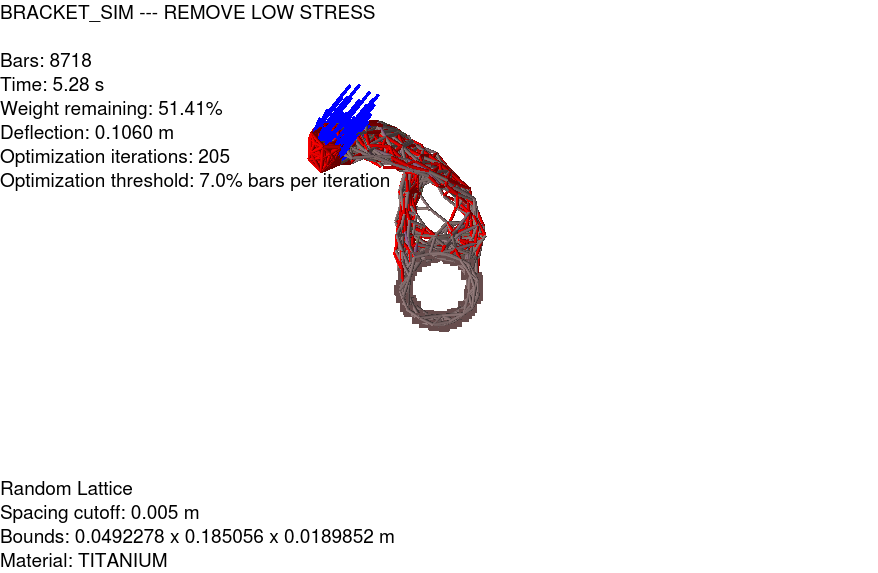 BRACKET_SIM --- REMOVE LOW STRESS
Bars: 8718
Time: 5.28 s
Weight remaining: 51.41%
Deflection: 0.1060 m
Optimization iterations: 205
Optimization threshold: 7.0% bars per iteration
Random Lattice
Spacing cutoff: 0.005 m
Bounds: 0.0492278 x 0.185056 x 0.0189852 m
Material: TITANIUM